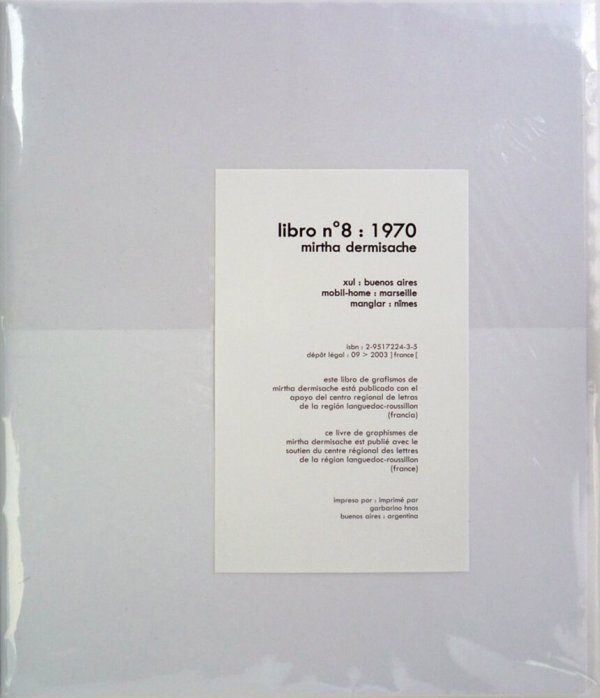 libro n°8 : 1970
mirtha dermisache
xul : buenos aires
mobil-home : marseille
manglar : nîmes
isbn : 2-9517224-3-5
dépôt légal : 09 > 2003 ] france [
este libro de grafismos de
mirtha dermisache está publicado con el
apoyo del centro regional de letras
de la región languedoc-roussillon
(francia)
ce livre de graphismes de
mirtha dermisache est publié avec le
soutien du centre régional des lettres
de la région languedoc-roussillon
(france)
impreso por : imprimé par
garbarino hnos
buenos aires : argentina